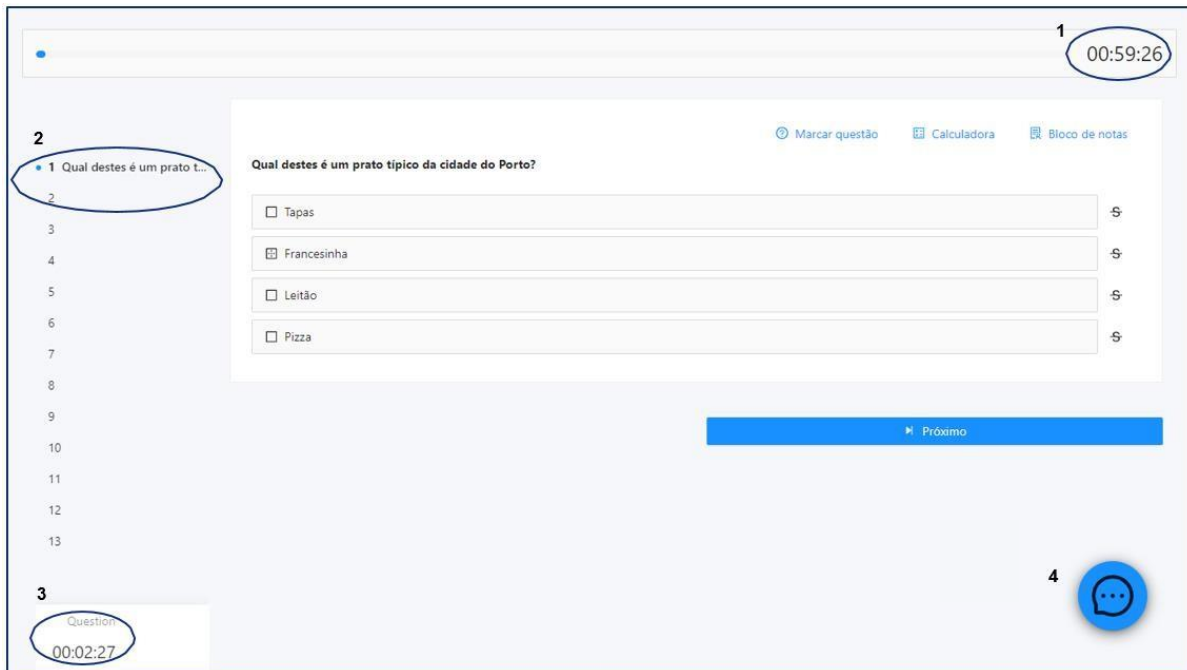 1
00:59:26
Marcar questão Calculadora Bloco de notas
2
1 Qual destes é um prato t...
2
3
4
5
6
7
8
9
10
11
12
13
Qual destes é um prato típico da cidade do Porto?
Tapas S
Francesinha S
Leitão S
Pizza S
Próximo
3
Question
00:02:27
4